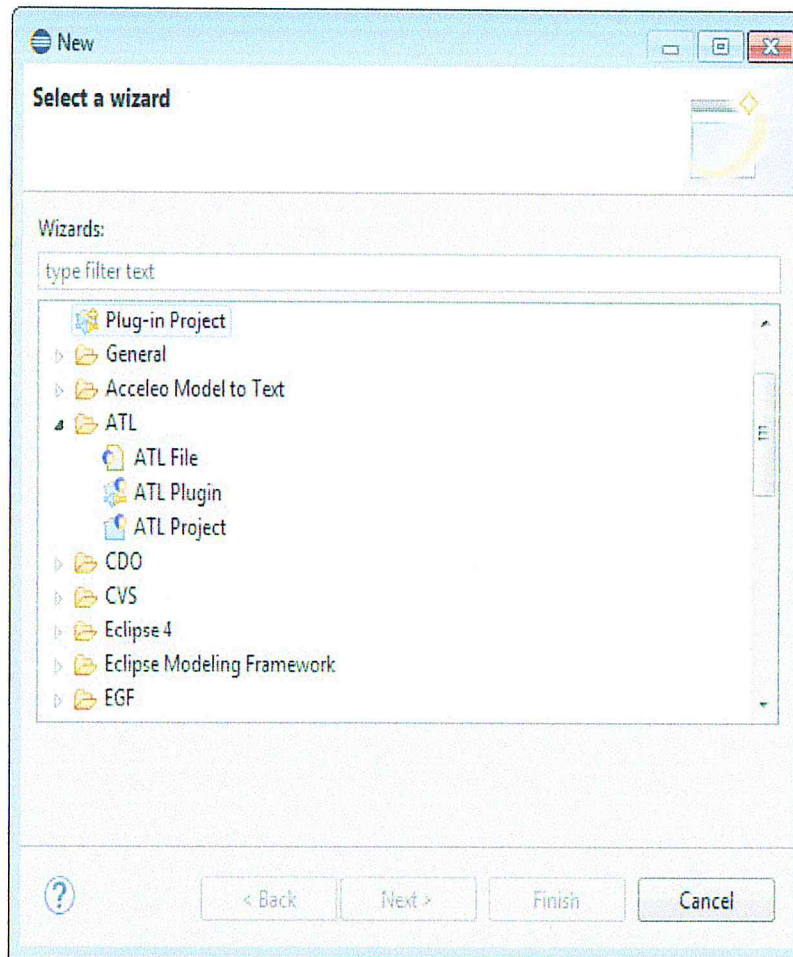 New
Select a wizard
Wizards:
type filter text
Plug-in Project
General
Acceleo Model to Text
ATL
ATL File
ATL Plugin
ATL Project
CDO
CVS
Eclipse 4
Eclipse Modeling Framework
EGF
? < Back Next > Finish Cancel